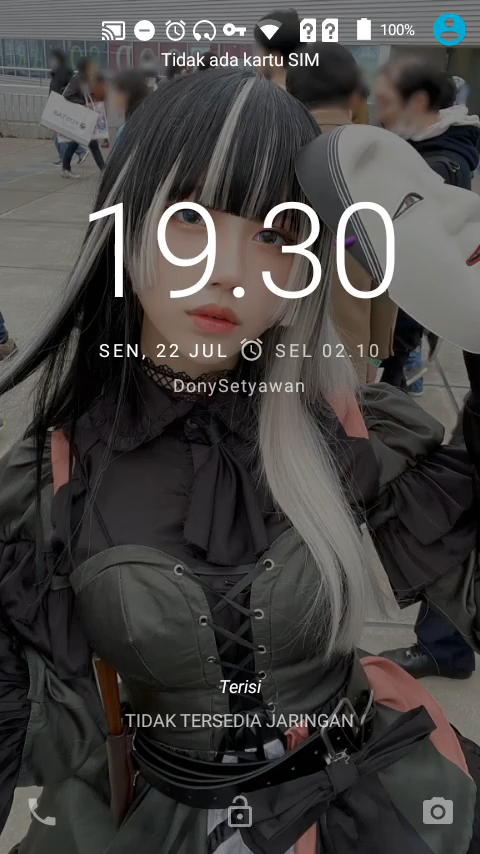 100%
Tidak ada kartu SIM
19.30
SEN, 22 JUL SEL 02.10
DonySetyawan
Terisi
TIDAK TERSEDIA JARINGAN